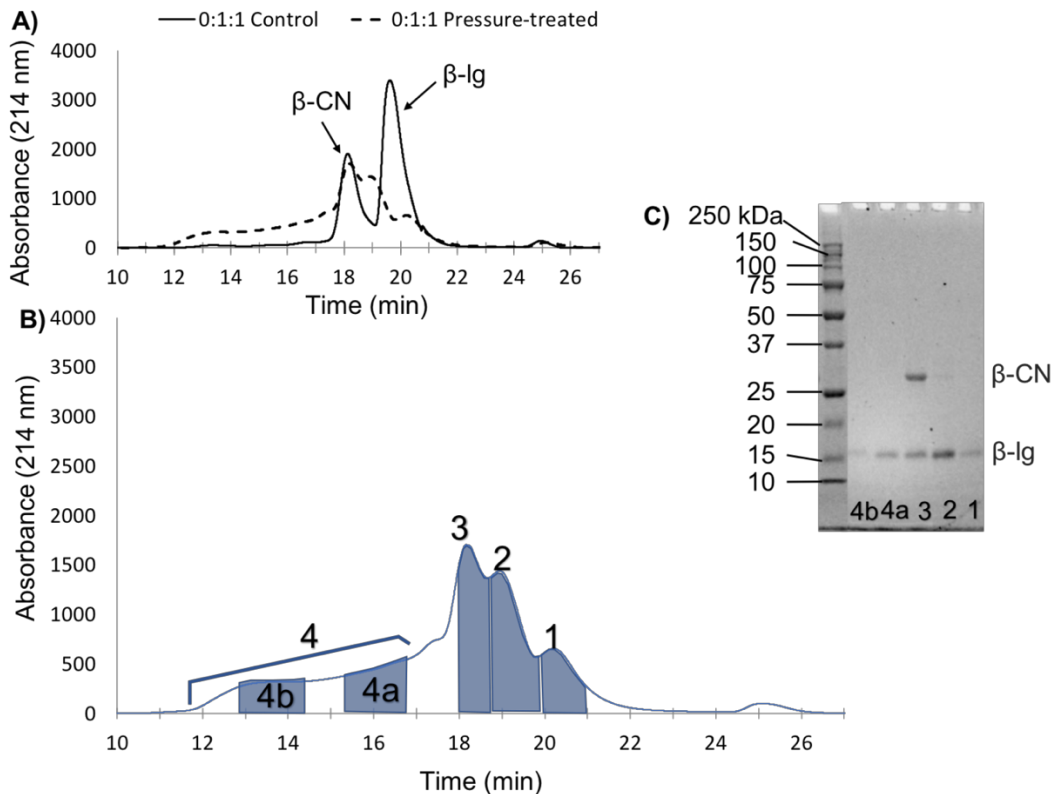 A)
0:1:1 Control
0:1:1 Pressure-treated
Absorbance (214 nm)
4000
3000
2000
1000
0
β-CN
β-lg
10 12 14 16 18 20 22 24 26
Time (min)
B)
Absorbance (214 nm)
4000
3500
3000
2500
2000
1500
1000
500
0
4
4b
4a
3
2
1
10 12 14 16 18 20 22 24 26
Time (min)
C)
250 kDa
150
100
75
50
37
25
20
15
10
β-CN
β-lg
4b 4a 3 2 1